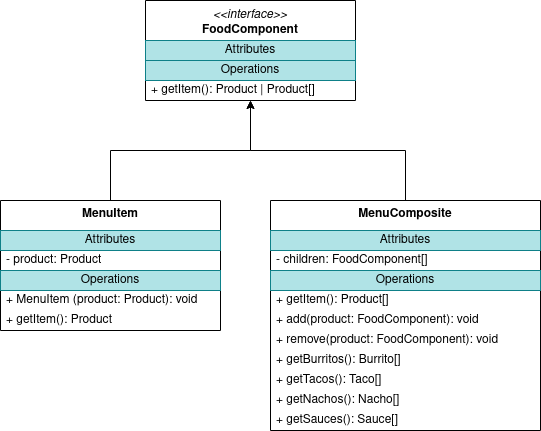 <<interface>>
FoodComponent
Attributes
Operations
+ getItem(): Product | Product[]
MenuItem
Attributes
- product: Product
Operations
+ MenuItem (product: Product): void
+ getItem(): Product
MenuComposite
Attributes
- children: FoodComponent[]
Operations
+ getItem(): Product[]
+ add(product: FoodComponent): void
+ remove(product: FoodComponent): void
+ getBurritos(): Burrito[]
+ getTacos(): Taco[]
+ getNachos(): Nacho[]
+ getSauces(): Sauce[]